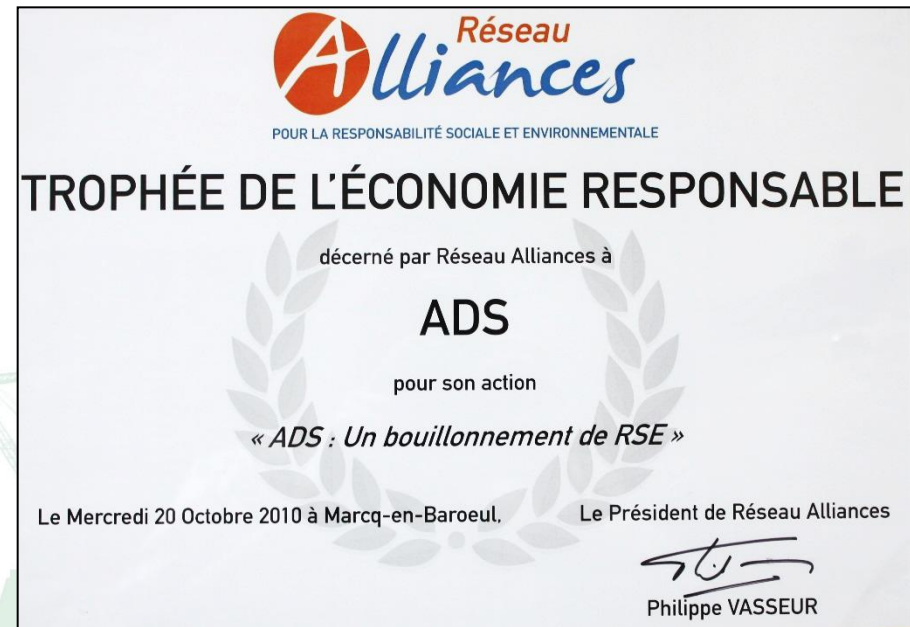 Réseau
Alliances
POUR LA RESPONSABILITÉ SOCIALE ET ENVIRONNEMENTALE
TROPHÉE DE L'ÉCONOMIE RESPONSABLE
décerné par Réseau Alliances à
ADS
pour son action
« ADS : Un bouillonnement de RSE »
Le Mercredi 20 Octobre 2010 à Marcq-en-Baroeul, Le Président de Réseau Alliances
Philippe VASSEUR